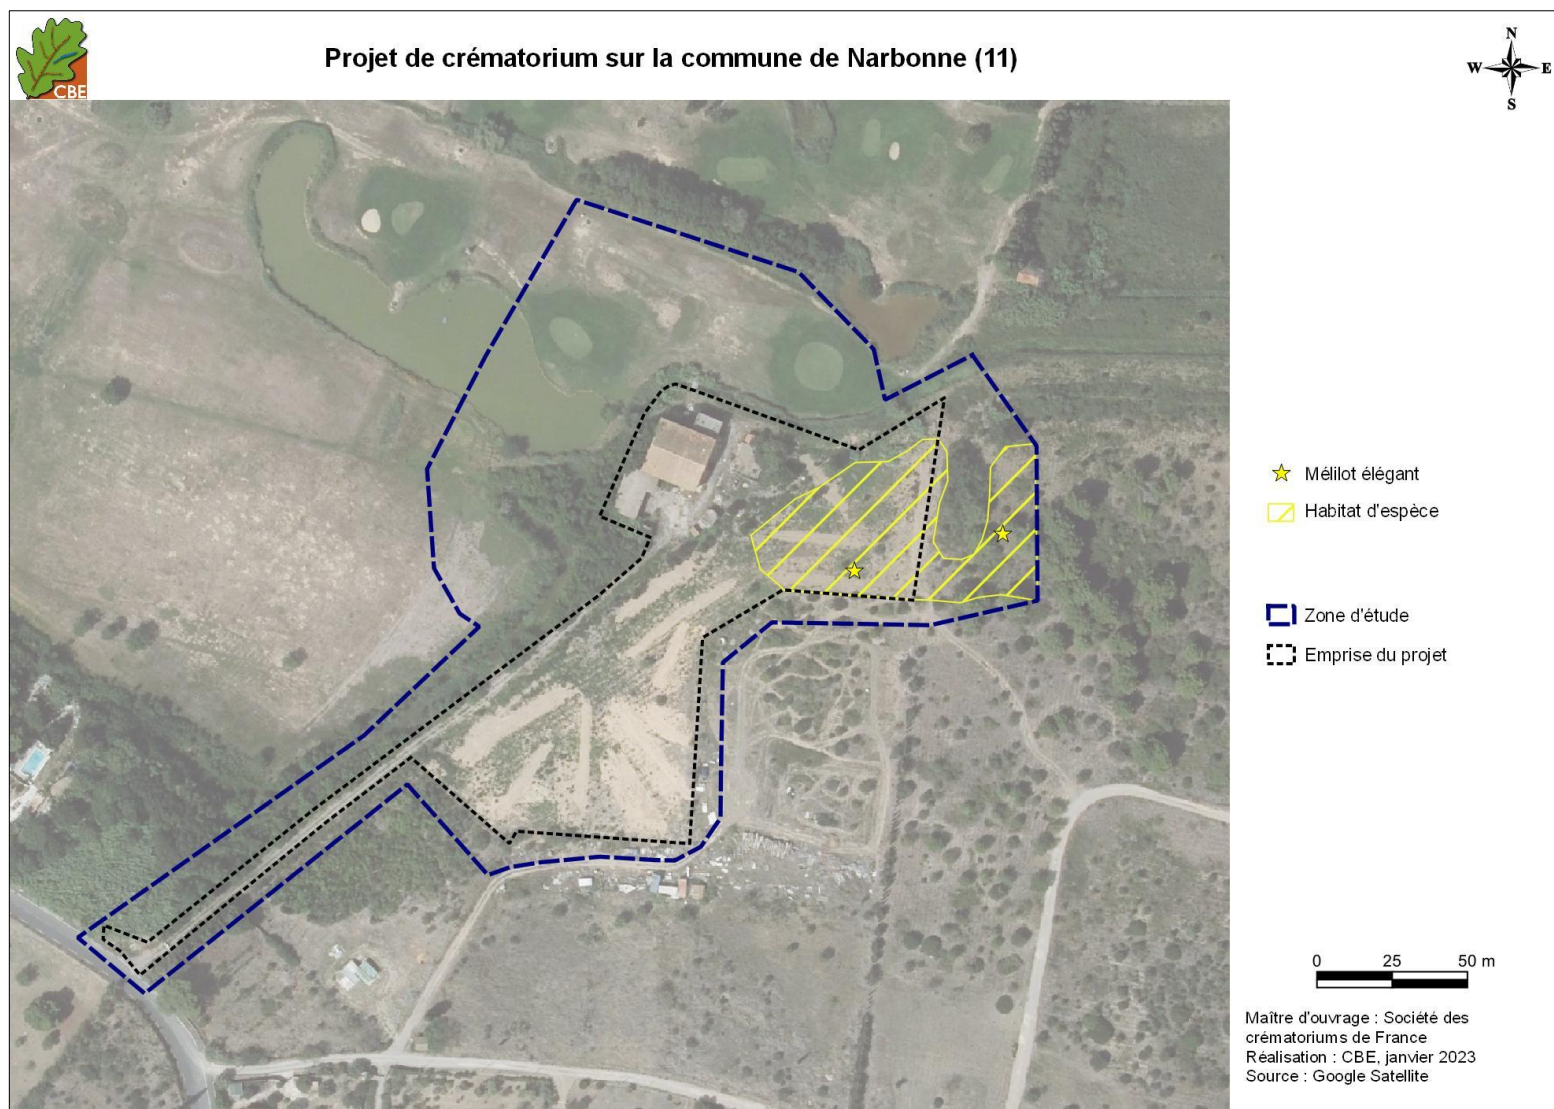 CBE
Projet de crématorium sur la commune de Narbonne (11)
N
W E
S
Mélilot élégant
Habitat d'espèce
Zone d'étude
Emprise du projet
0 25 50 m
Maître d'ouvrage : Société des
crématoriums de France
Réalisation : CBE, janvier 2023
Source : Google Satellite